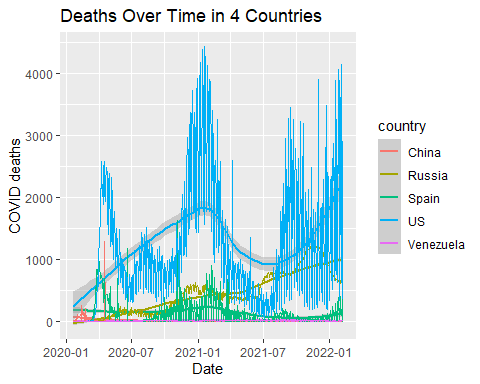 Deaths Over Time in 4 Countries
COVID deaths
4000
3000
2000
1000
0
2020-01
2020-07
2021-01
2021-07
2022-01
Date
country
China
Russia
Spain
US
Venezuela